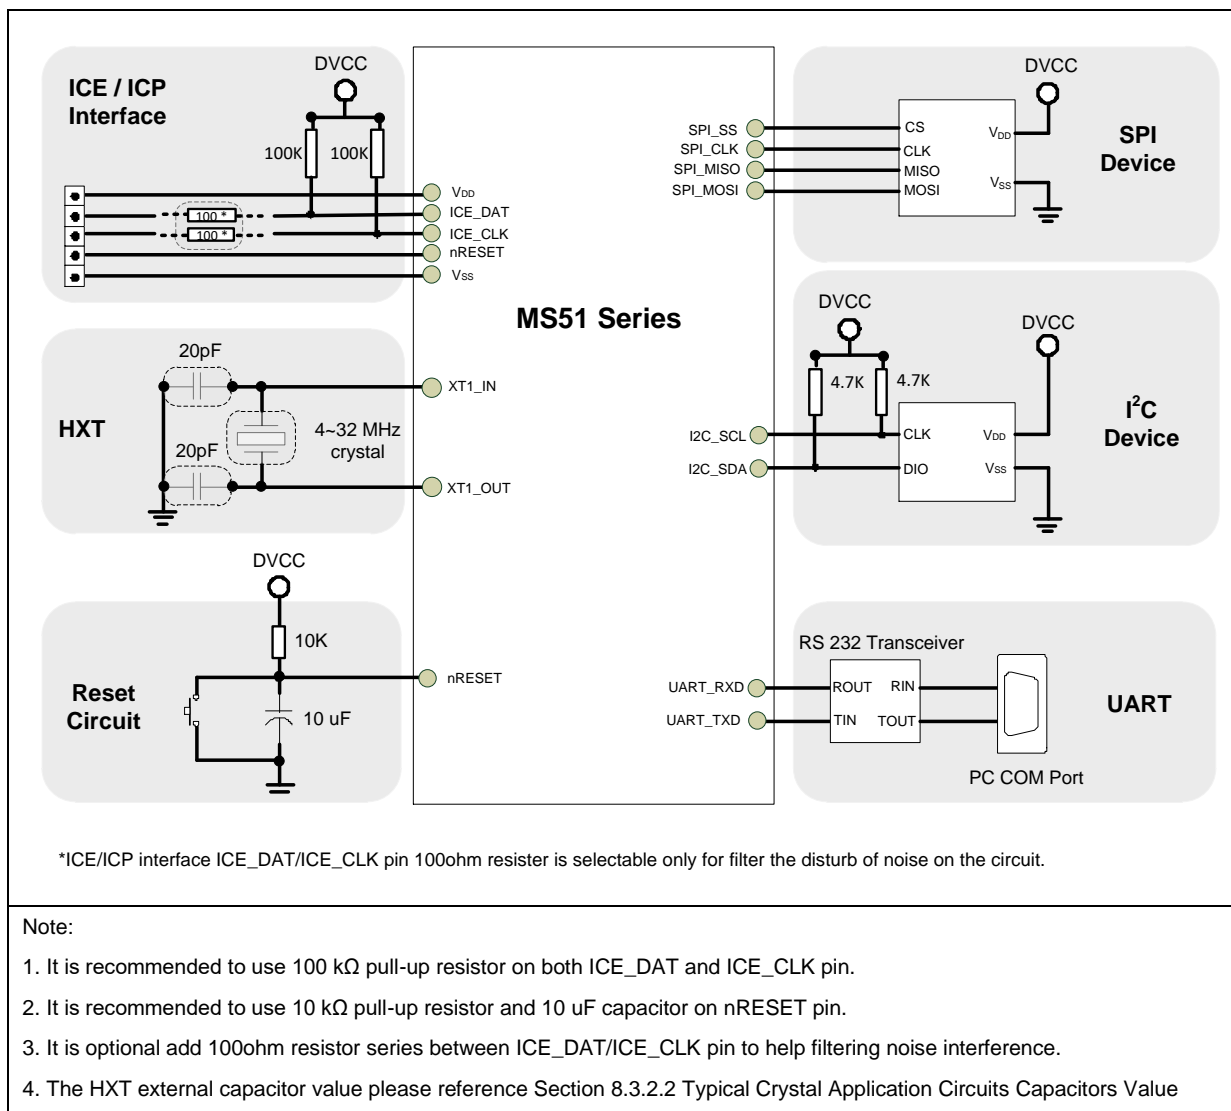 ICE / ICP
Interface
DVCC
100K
100K
VDD
ICE_DAT
ICE_CLK
nRESET
Vss
100 *
100 *
HXT
20pF
20pF
4~32 MHz
crystal
XT1_IN
XT1_OUT
Reset
Circuit
DVCC
10K
10 uF
nRESET
MS51 Series
SPI_SS
SPI_CLK
SPI_MISO
SPI_MOSI
CS
CLK
MISO
MOSI
VDD
Vss
DVCC
SPI
Device
DVCC
4.7K
4.7K
DVCC
I2C_SCL
I2C_SDA
CLK
DIO
VDD
Vss
I²C
Device
RS 232 Transceiver
UART_RXD
UART_TXD
ROUT
RIN
TIN
TOUT
UART
PC COM Port
*ICE/ICP interface ICE_DAT/ICE_CLK pin 100ohm resister is selectable only for filter the disturb of noise on the circuit.
Note:
1. It is recommended to use 100 kΩ pull-up resistor on both ICE_DAT and ICE_CLK pin.
2. It is recommended to use 10 kΩ pull-up resistor and 10 uF capacitor on nRESET pin.
3. It is optional add 100ohm resistor series between ICE_DAT/ICE_CLK pin to help filtering noise interference.
4. The HXT external capacitor value please reference Section 8.3.2.2 Typical Crystal Application Circuits Capacitors Value